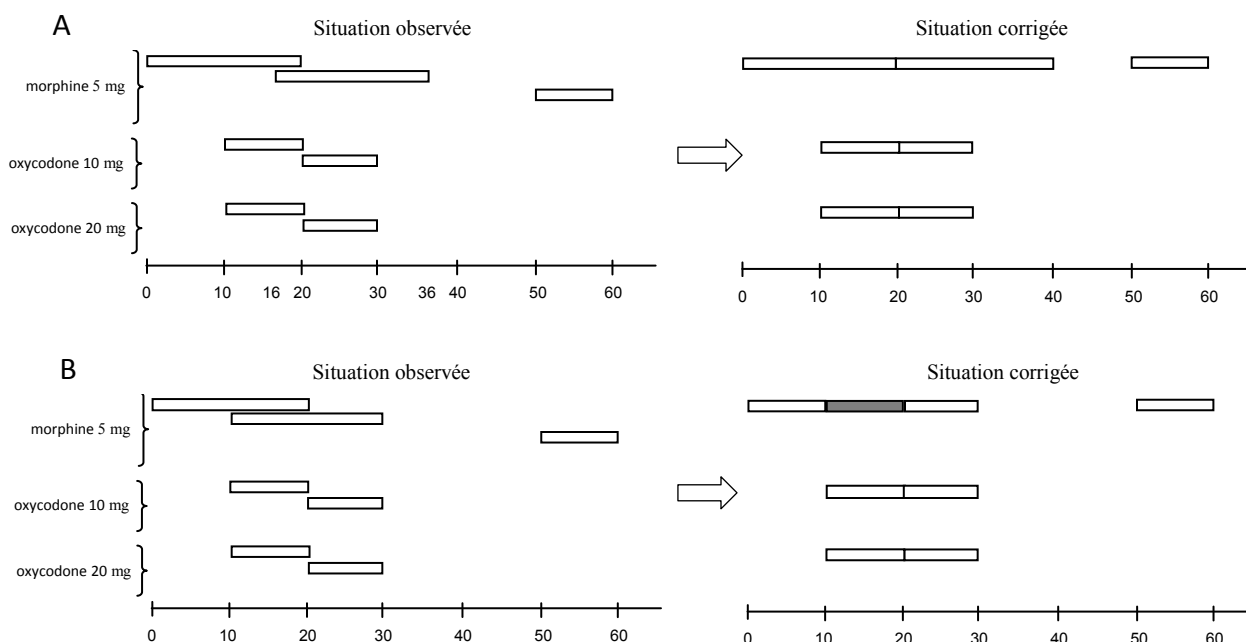 A
Situation observée
Situation corrigée
morphine 5 mg
oxycodone 10 mg
oxycodone 20 mg
0 10 16 20 30 36 40 50 60
0 10 20 30 40 50 60
B
Situation observée
Situation corrigée
morphine 5 mg
oxycodone 10 mg
oxycodone 20 mg
0 10 20 30 40 50 60
0 10 20 30 40 50 60